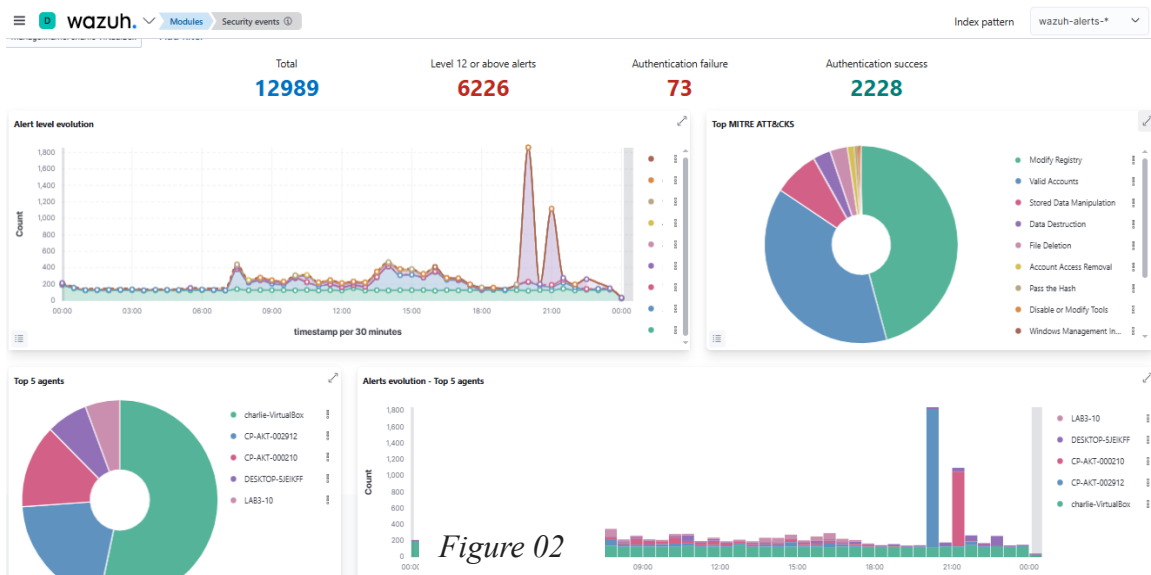 D wazuh. Modules Security events
Index pattern wazuh-alerts-*
Total Level 12 or above alerts Authentication failure Authentication success
12989 6226 73 2228
Alert level evolution
1,800
1,600
1,400
1,200
1,000
800
600
400
200
0
Count
00:00 03:00 06:00 09:00 12:00 15:00 18:00 21:00 00:00
timestamp per 30 minutes
Top MITRE ATT&CKS
Modify Registry
Valid Accounts
Stored Data Manipulation
Data Destruction
File Deletion
Account Access Removal
Pass the Hash
Disable or Modify Tools
Windows Management In...
Top 5 agents
charlie-VirtualBox
CP-AKT-002912
CP-AKT-000210
DESKTOP-5JEIKFF
LAB3-10
Alerts evolution - Top 5 agents
1,800
1,600
1,400
1,200
1,000
800
600
400
200
0
Count
00:00 09:00 12:00 15:00 18:00 21:00 00:00
LAB3-10
DESKTOP-5JEIKFF
CP-AKT-000210
CP-AKT-002912
charlie-VirtualBox
Figure 02